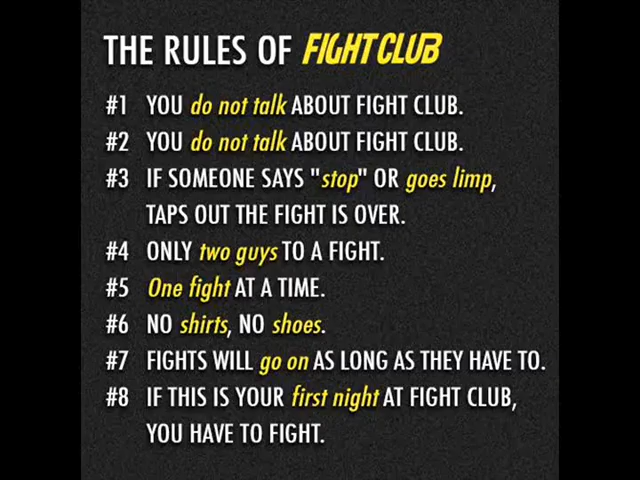 THE RULES OF FIGHT CLUB
#1 YOU do not talk ABOUT FIGHT CLUB.
#2 YOU do not talk ABOUT FIGHT CLUB.
#3 IF SOMEONE SAYS "stop" OR goes limp,
TAPS OUT THE FIGHT IS OVER.
#4 ONLY two guys TO A FIGHT.
#5 One fight AT A TIME.
#6 NO shirts, NO shoes.
#7 FIGHTS WILL go on AS LONG AS THEY HAVE TO.
#8 IF THIS IS YOUR first night AT FIGHT CLUB,
YOU HAVE TO FIGHT.